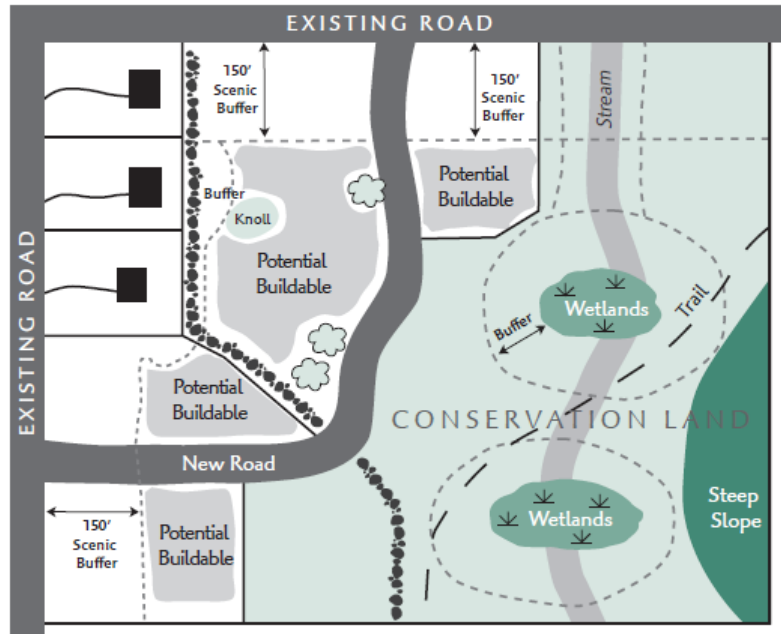 EXISTING ROAD
150'
Scenic
Buffer
150'
Scenic
Buffer
Stream
Potential
Buildable
Buffer
Knoll
Potential
Buildable
EXISTING ROAD
Wetlands
Trail
Buffer
Potential
Buildable
CONSERVATION LAND
New Road
Steep
Slope
150'
Scenic
Buffer
Potential
Buildable
Wetlands